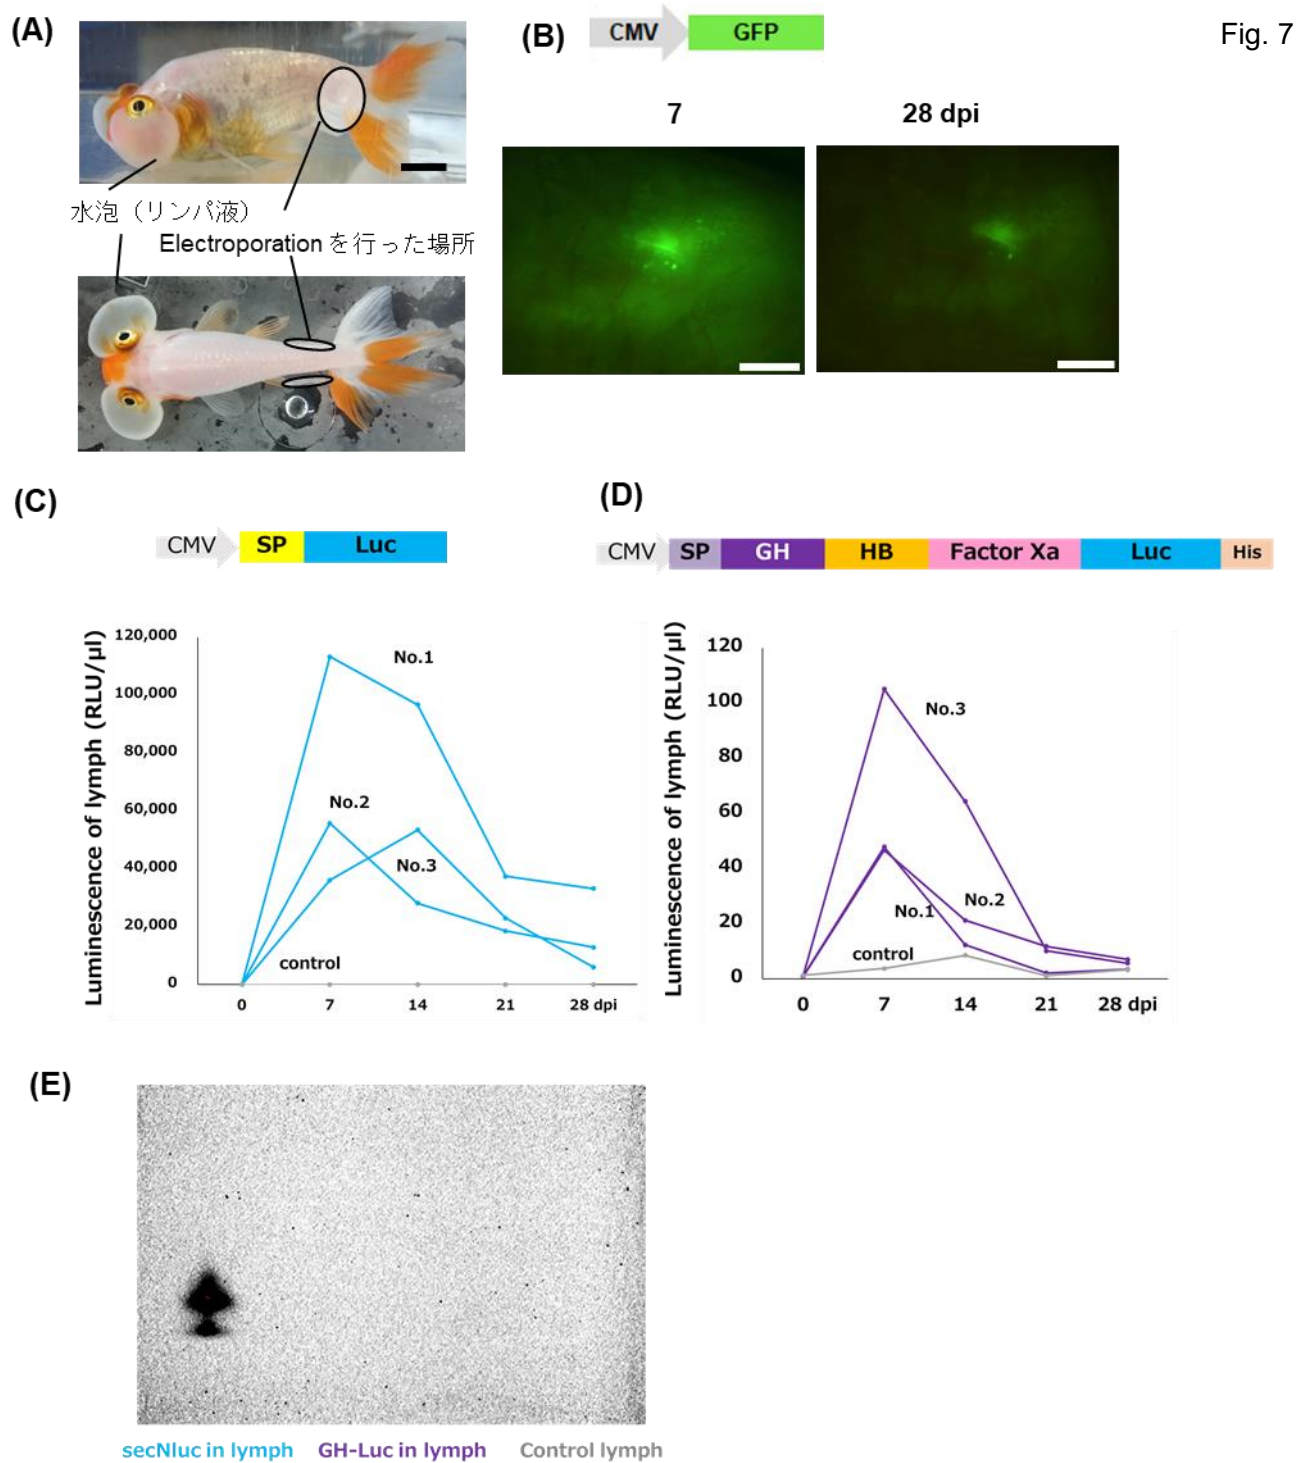 Fig. 7
(A)
水泡（リンパ液）
Electroporationを行った場所
(B)
CMV GFP
7 28 dpi
(C)
CMV SP Luc
Luminescence of lymph (RLU/µl)
120,000
100,000
80,000
60,000
40,000
20,000
0
No.1
No.2
No.3
control
0 7 14 21 28 dpi
(D)
CMV SP GH HB Factor Xa Luc His
Luminescence of lymph (RLU/µl)
120
100
80
60
40
20
0
No.3
No.2
No.1
control
0 7 14 21 28 dpi
(E)
secNluc in lymph GH-Luc in lymph Control lymph